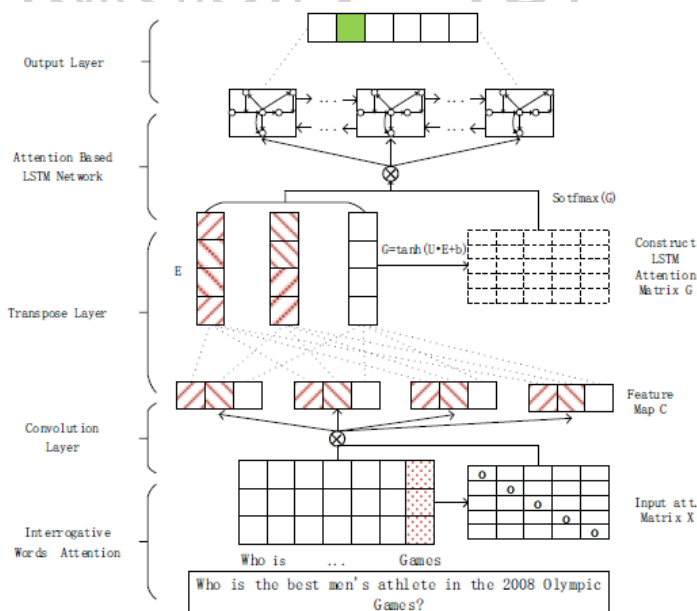 Output Layer
Attention Based
LSTM Network
Sotfmax(G)
E
G=tanh(U•E+b)
Construct
LSTM
Attention
Matrix G
Transpose Layer
Feature
Map C
Convolution
Layer
Input att.
Matrix X
o
o
o
o
o
Interrogative
Words Attention
Who is ... Games
Who is the best men's athlete in the 2008 Olympic
Games?